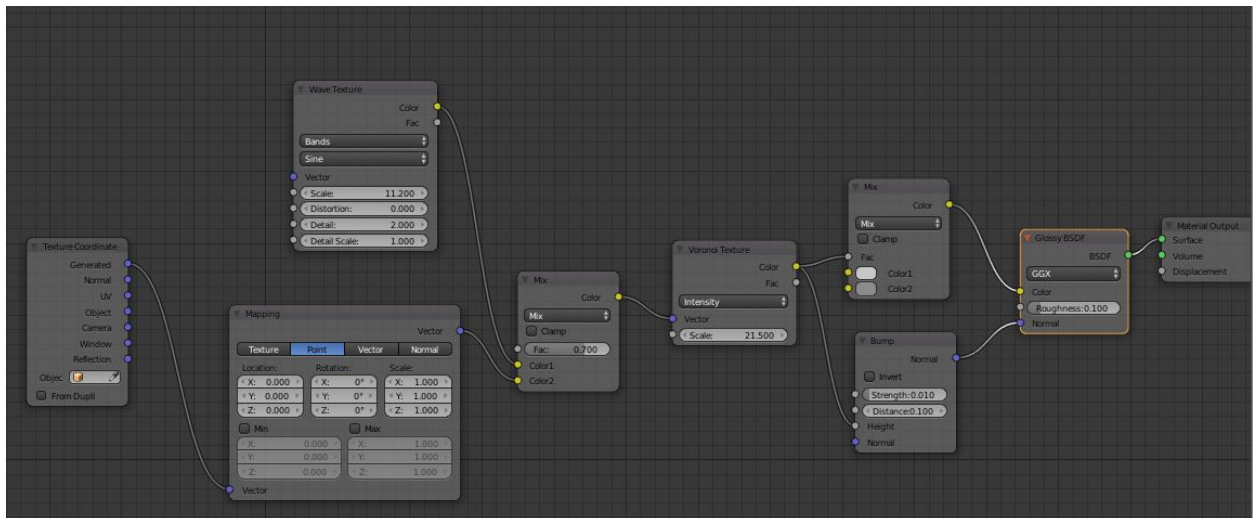 Texture Coordinate
Generated
Normal
UV
Object
Camera
Window
Reflection
Objec
From Dupli
Wave Texture
Color
Fac
Bands
Sine
Vector
Scale: 11.200
Distortion: 0.000
Detail: 2.000
Detail Scale: 1.000
Mapping
Vector
Texture Point Vector Normal
Location: Rotation: Scale:
X: 0.000 X: 0° X: 1.000
Y: 0.000 Y: 0° Y: 1.000
Z: 0.000 Z: 0° Z: 1.000
Min Max
X: 0.000 X: 1.000
Y: 0.000 Y: 1.000
Z: 0.000 Z: 1.000
Vector
Mix
Color
Mix
Clamp
Fac: 0.700
Color1
Color2
Voronoi Texture
Color
Fac
Intensity
Vector
Scale: 21.500
Mix
Color
Mix
Clamp
Fac
Color1
Color2
Bump
Normal
Invert
Strength:0.010
Distance:0.100
Height
Normal
Glossy BSDF
BSDF
GGX
Color
Roughness:0.100
Normal
Material Output
Surface
Volume
Displacement